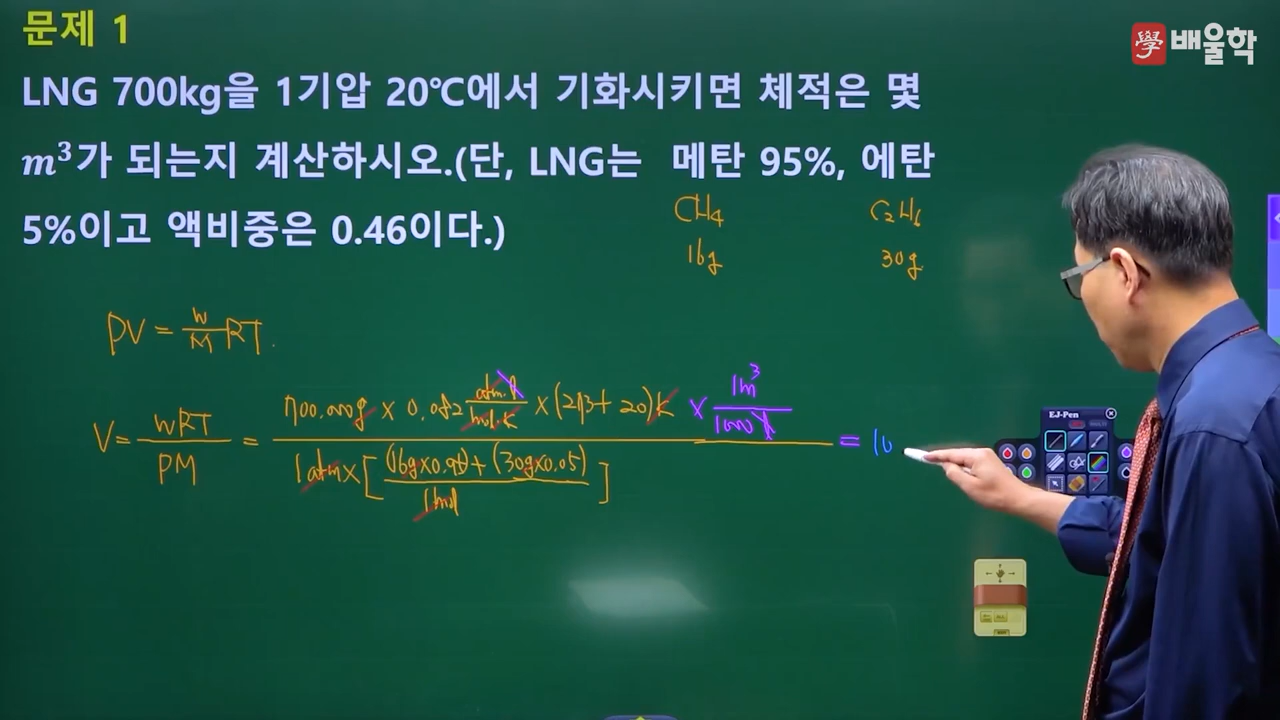 문제 1
學 배울학
LNG 700kg을 1기압 20℃에서 기화시키면 체적은 몇
m³가 되는지 계산하시오.(단, LNG는 메탄 95%, 에탄
5%이고 액비중은 0.46이다.)
CH₄ C₂H₆
16g 30g
PV = W/M RT.
V = WRT/PM = 700.000g × 0.082 atm·ℓ/mol·K × (273+20)K × 1m³/1000ℓ / 1atm × [(16g×0.95)+(30g×0.05)/1mol] = 10
EJ-Pen